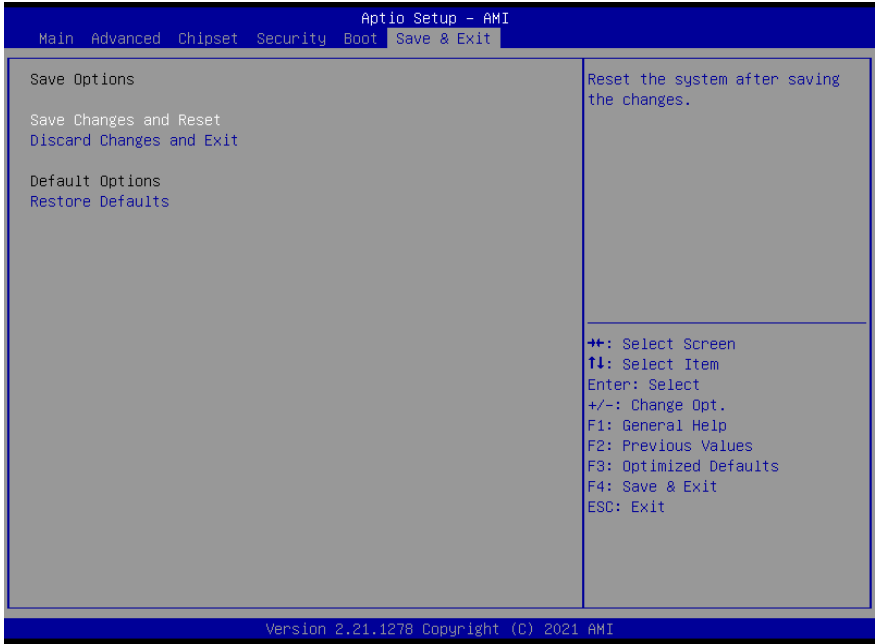 Aptio Setup – AMI
Main Advanced Chipset Security Boot Save & Exit
Save Options
Save Changes and Reset
Discard Changes and Exit
Default Options
Restore Defaults
Reset the system after saving
the changes.
→←: Select Screen
↑↓: Select Item
Enter: Select
+/-: Change Opt.
F1: General Help
F2: Previous Values
F3: Optimized Defaults
F4: Save & Exit
ESC: Exit
Version 2.21.1278 Copyright (C) 2021 AMI